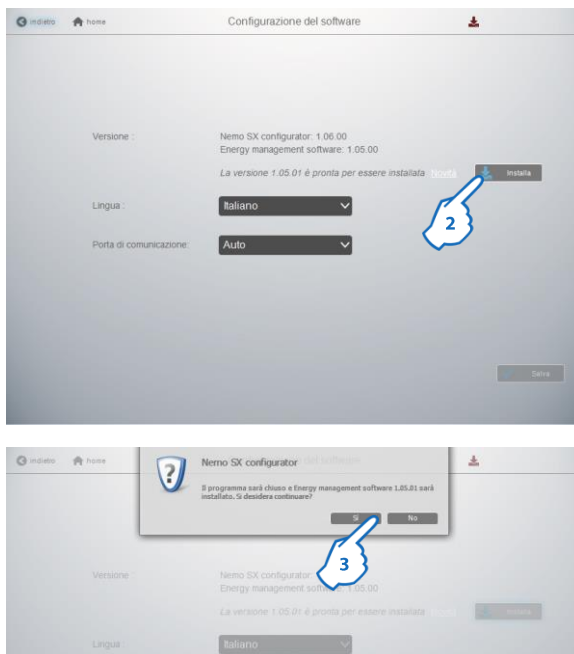 indietro home Configurazione del software
Versione : Nemo SX configurator: 1.06.00
Energy management software: 1.05.00
La versione 1.05.01 è pronta per essere installata Novità Installa
Lingua : Italiano
2
Porta di comunicazione: Auto
Salva
indietro home
Nemo SX configurator
Il programma sarà chiuso e Energy management software 1.05.01 sarà
installato. Si desidera continuare?
Sì No
3
Versione : Nemo SX configurator:
Energy management software: 1.05.00
La versione 1.05.01 è pronta per essere installata Installa
Lingua : Italiano